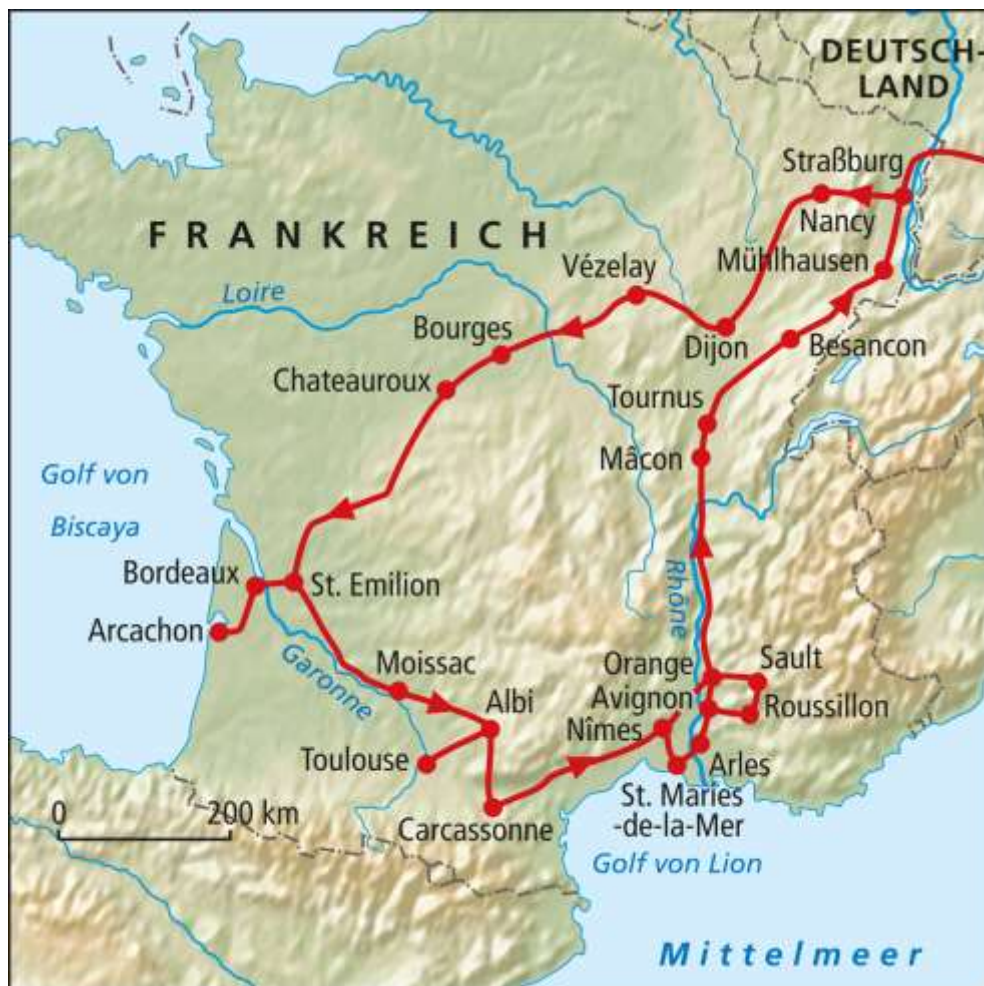 DEUTSCH-
LAND
Straßburg
Nancy
FRANKREICH
Mühlhausen
Vézelay
Loire
Bourges
Dijon
Besancon
Chateauroux
Tournus
Mâcon
Golf von
Biscaya
Bordeaux
St. Emilion
Rhône
Arcachon
Garonne
Moissac
Orange
Sault
Avignon
Albi
Roussillon
Nîmes
Toulouse
Arles
0 200 km
St. Maries
-de-la-Mer
Carcassonne
Golf von Lion
Mittelmeer